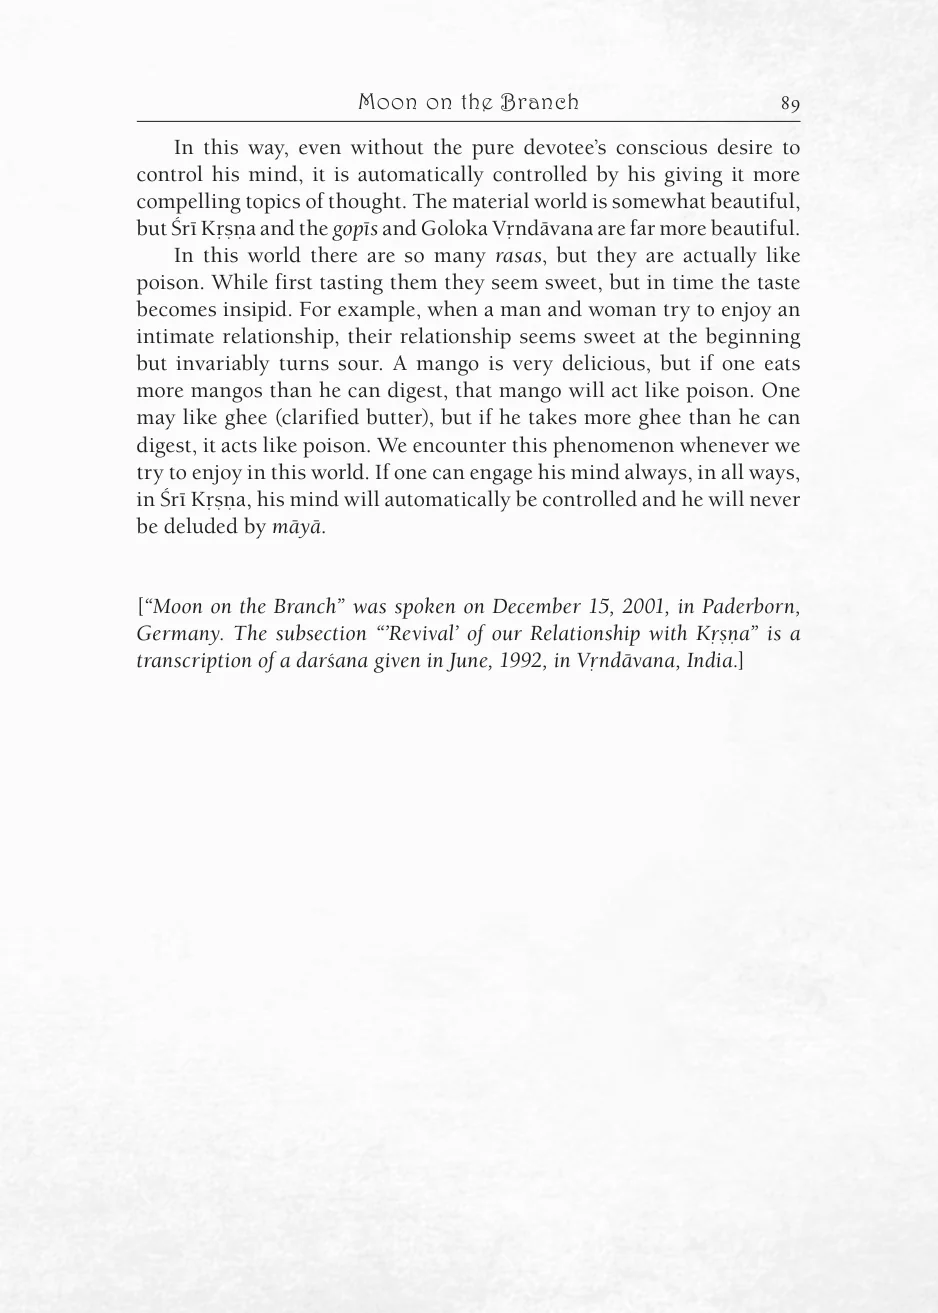 Moon on the Branch 89
In this way, even without the pure devotee’s conscious desire to
control his mind, it is automatically controlled by his giving it more
compelling topics of thought. The material world is somewhat beautiful,
but Śrī Kṛṣṇa and the gopīs and Goloka Vṛndāvana are far more beautiful.
In this world there are so many rasas, but they are actually like
poison. While first tasting them they seem sweet, but in time the taste
becomes insipid. For example, when a man and woman try to enjoy an
intimate relationship, their relationship seems sweet at the beginning
but invariably turns sour. A mango is very delicious, but if one eats
more mangos than he can digest, that mango will act like poison. One
may like ghee (clarified butter), but if he takes more ghee than he can
digest, it acts like poison. We encounter this phenomenon whenever we
try to enjoy in this world. If one can engage his mind always, in all ways,
in Śrī Kṛṣṇa, his mind will automatically be controlled and he will never
be deluded by māyā.
[“Moon on the Branch” was spoken on December 15, 2001, in Paderborn,
Germany. The subsection “’Revival’ of our Relationship with Kṛṣṇa” is a
transcription of a darśana given in June, 1992, in Vṛndāvana, India.]